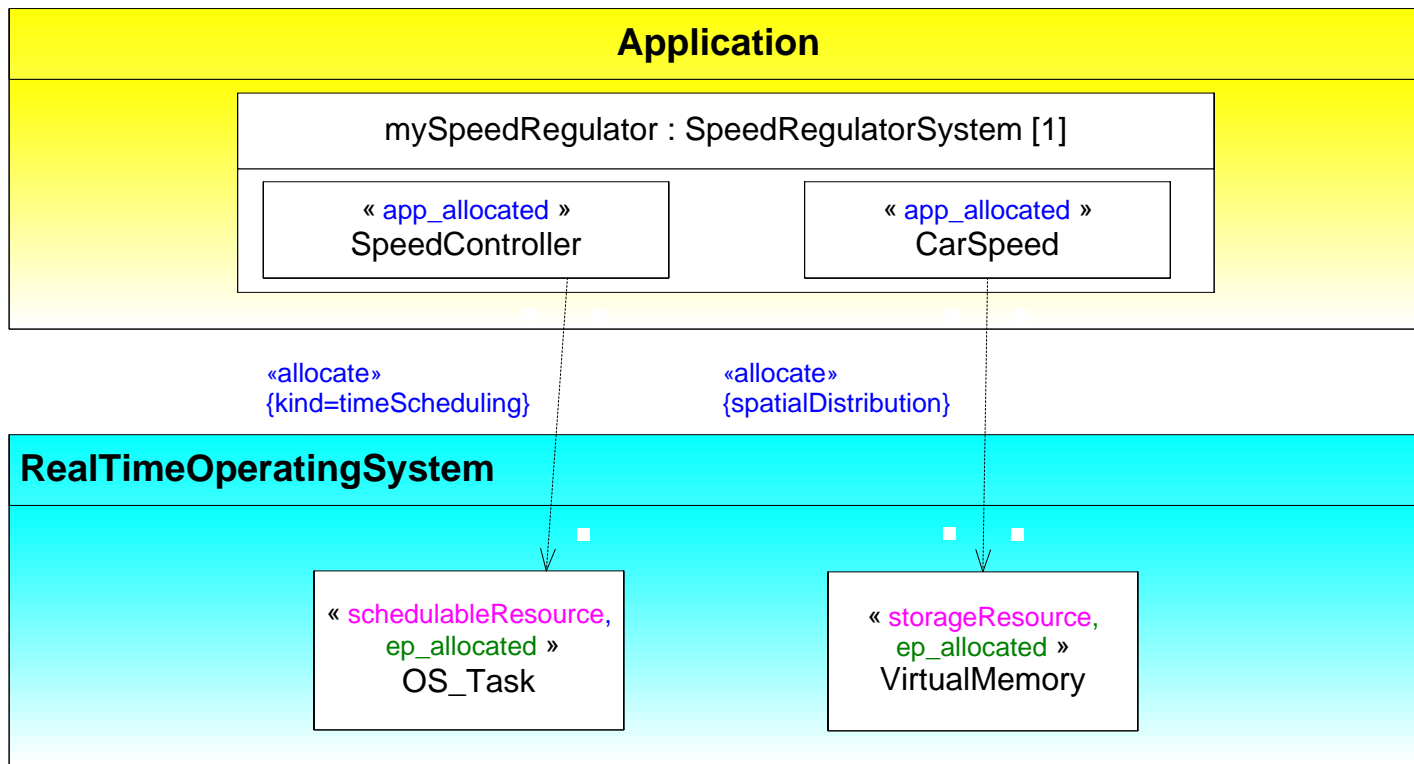 Application
mySpeedRegulator : SpeedRegulatorSystem [1]
« app_allocated »
SpeedController
« app_allocated »
CarSpeed
«allocate»
{kind=timeScheduling}
«allocate»
{spatialDistribution}
RealTimeOperatingSystem
« schedulableResource,
ep_allocated »
OS_Task
« storageResource,
ep_allocated »
VirtualMemory